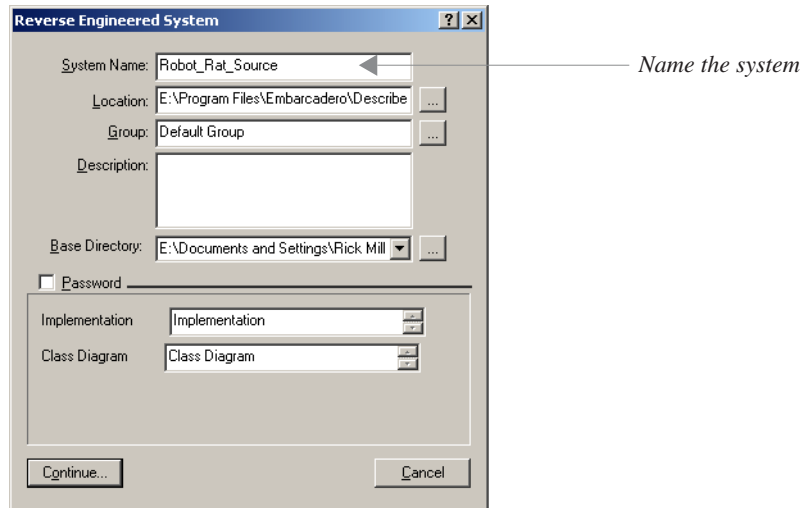 Reverse Engineered System ? X
System Name: Robot_Rat_Source
Name the system
Location: E:\Program Files\Embarcadero\Describe ...
Group: Default Group ...
Description:
Base Directory: E:\Documents and Settings\Rick Mill ...
Password
Implementation Implementation
Class Diagram Class Diagram
Continue... Cancel